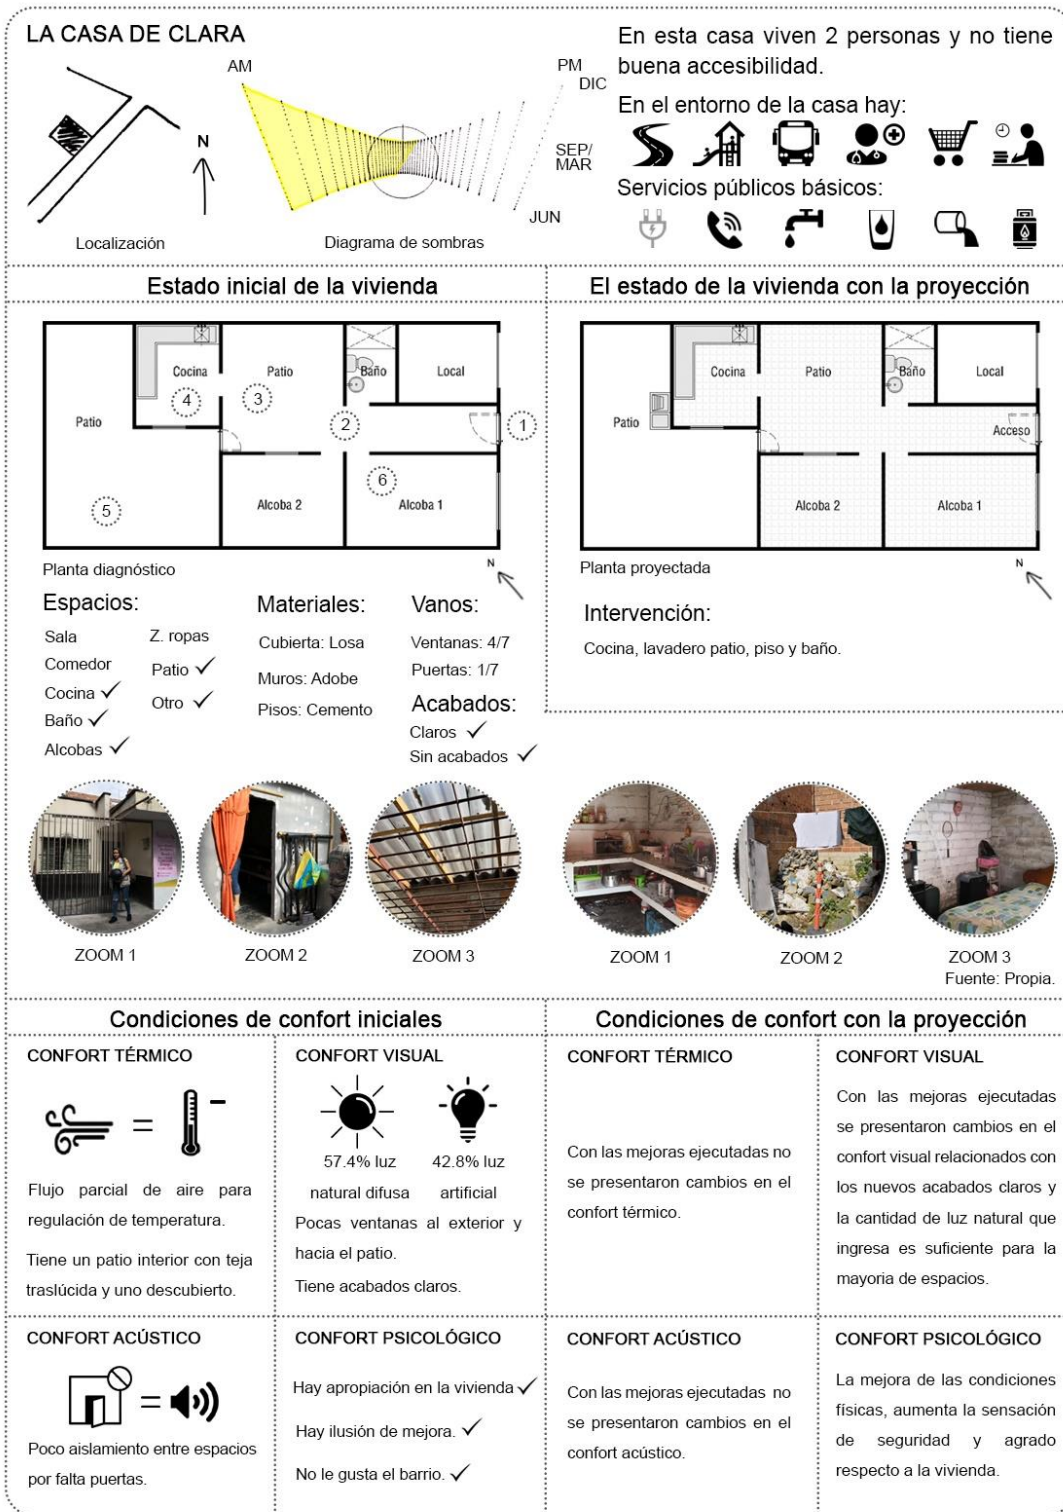 LA CASA DE CLARA
AM
PM
DIC
SEP/
MAR
JUN
N
Localización
Diagrama de sombras
En esta casa viven 2 personas y no tiene
buena accesibilidad.
En el entorno de la casa hay:
Servicios públicos básicos:
Estado inicial de la vivienda
El estado de la vivienda con la proyección
Cocina
Patio
Baño
Local
4
3
2
1
Patio
6
5
Alcoba 2
Alcoba 1
N
Planta diagnóstico
Cocina
Patio
Baño
Local
Patio
Acceso
Alcoba 2
Alcoba 1
N
Planta proyectada
Espacios:
Sala
Comedor
Cocina ✓
Baño ✓
Alcobas ✓
Z. ropas
Patio ✓
Otro ✓
Materiales:
Cubierta: Losa
Muros: Adobe
Pisos: Cemento
Vanos:
Ventanas: 4/7
Puertas: 1/7
Acabados:
Claros ✓
Sin acabados ✓
Intervención:
Cocina, lavadero patio, piso y baño.
ZOOM 1
ZOOM 2
ZOOM 3
ZOOM 1
ZOOM 2
ZOOM 3
Fuente: Propia.
Condiciones de confort iniciales
Condiciones de confort con la proyección
CONFORT TÉRMICO
= −
Flujo parcial de aire para
regulación de temperatura.
Tiene un patio interior con teja
traslúcida y uno descubierto.
CONFORT VISUAL
57.4% luz
natural difusa
42.8% luz
artificial
Pocas ventanas al exterior y
hacia el patio.
Tiene acabados claros.
CONFORT TÉRMICO
Con las mejoras ejecutadas no
se presentaron cambios en el
confort térmico.
CONFORT VISUAL
Con las mejoras ejecutadas
se presentaron cambios en el
confort visual relacionados con
los nuevos acabados claros y
la cantidad de luz natural que
ingresa es suficiente para la
mayoria de espacios.
CONFORT ACÚSTICO
=
Poco aislamiento entre espacios
por falta puertas.
CONFORT PSICOLÓGICO
Hay apropiación en la vivienda ✓
Hay ilusión de mejora. ✓
No le gusta el barrio. ✓
CONFORT ACÚSTICO
Con las mejoras ejecutadas no
se presentaron cambios en el
confort acústico.
CONFORT PSICOLÓGICO
La mejora de las condiciones
físicas, aumenta la sensación
de seguridad y agrado
respecto a la vivienda.